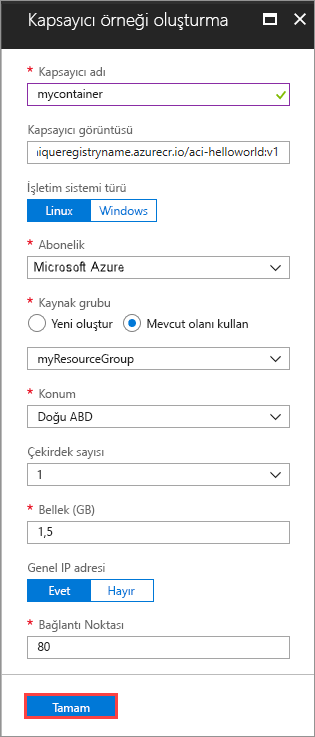 Kapsayıcı örneği oluşturma
* Kapsayıcı adı
mycontainer
Kapsayıcı görüntüsü
iqueregistryname.azurecr.io/aci-helloworld:v1
İşletim sistemi türü
Linux Windows
* Abonelik
Microsoft Azure
* Kaynak grubu
Yeni oluştur Mevcut olanı kullan
myResourceGroup
* Konum
Doğu ABD
Çekirdek sayısı
1
* Bellek (GB)
1,5
Genel IP adresi
Evet Hayır
* Bağlantı Noktası
80
Tamam